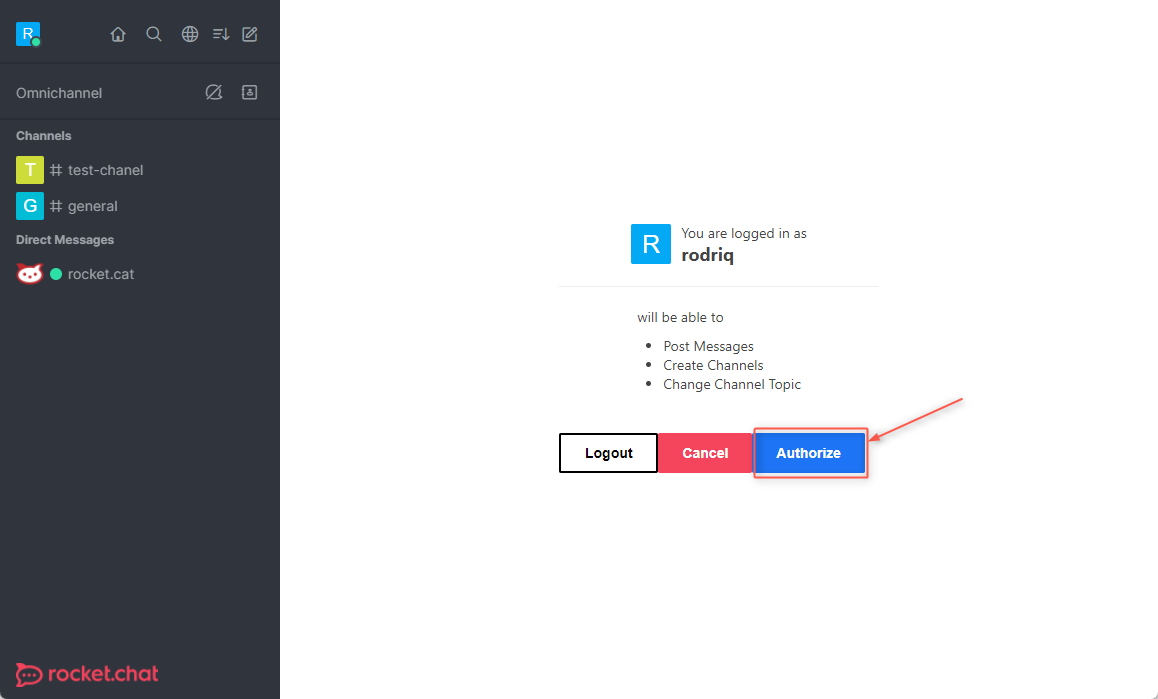 R
Omnichannel
Channels
T # test-chanel
G # general
Direct Messages
rocket.cat
rocket.chat
R You are logged in as
rodriq
will be able to
• Post Messages
• Create Channels
• Change Channel Topic
Logout Cancel Authorize